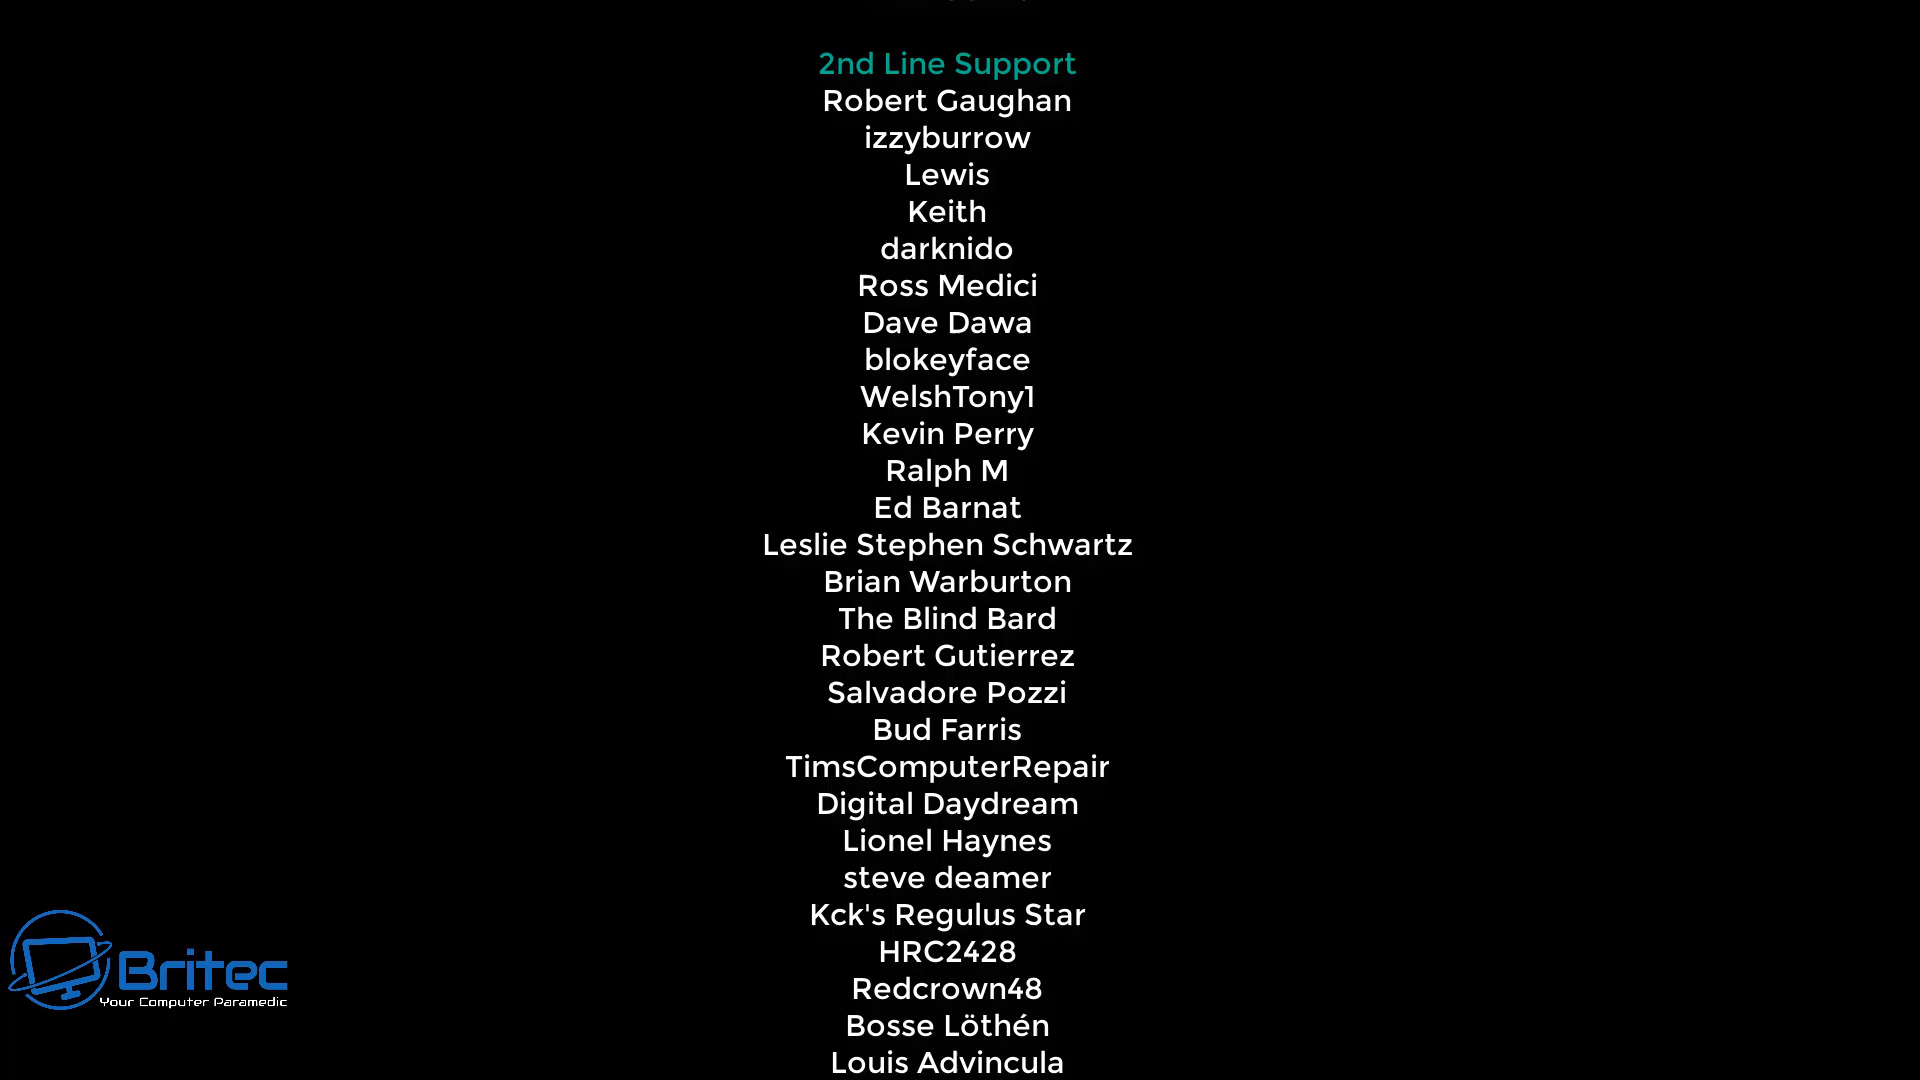 2nd Line Support
Robert Gaughan
izzyburrow
Lewis
Keith
darknido
Ross Medici
Dave Dawa
blokeyface
WelshTony1
Kevin Perry
Ralph M
Ed Barnat
Leslie Stephen Schwartz
Brian Warburton
The Blind Bard
Robert Gutierrez
Salvadore Pozzi
Bud Farris
TimsComputerRepair
Digital Daydream
Lionel Haynes
steve deamer
Kck's Regulus Star
HRC2428
Redcrown48
Bosse Löthén
Louis Advincula
Britec
Your Computer Paramedic